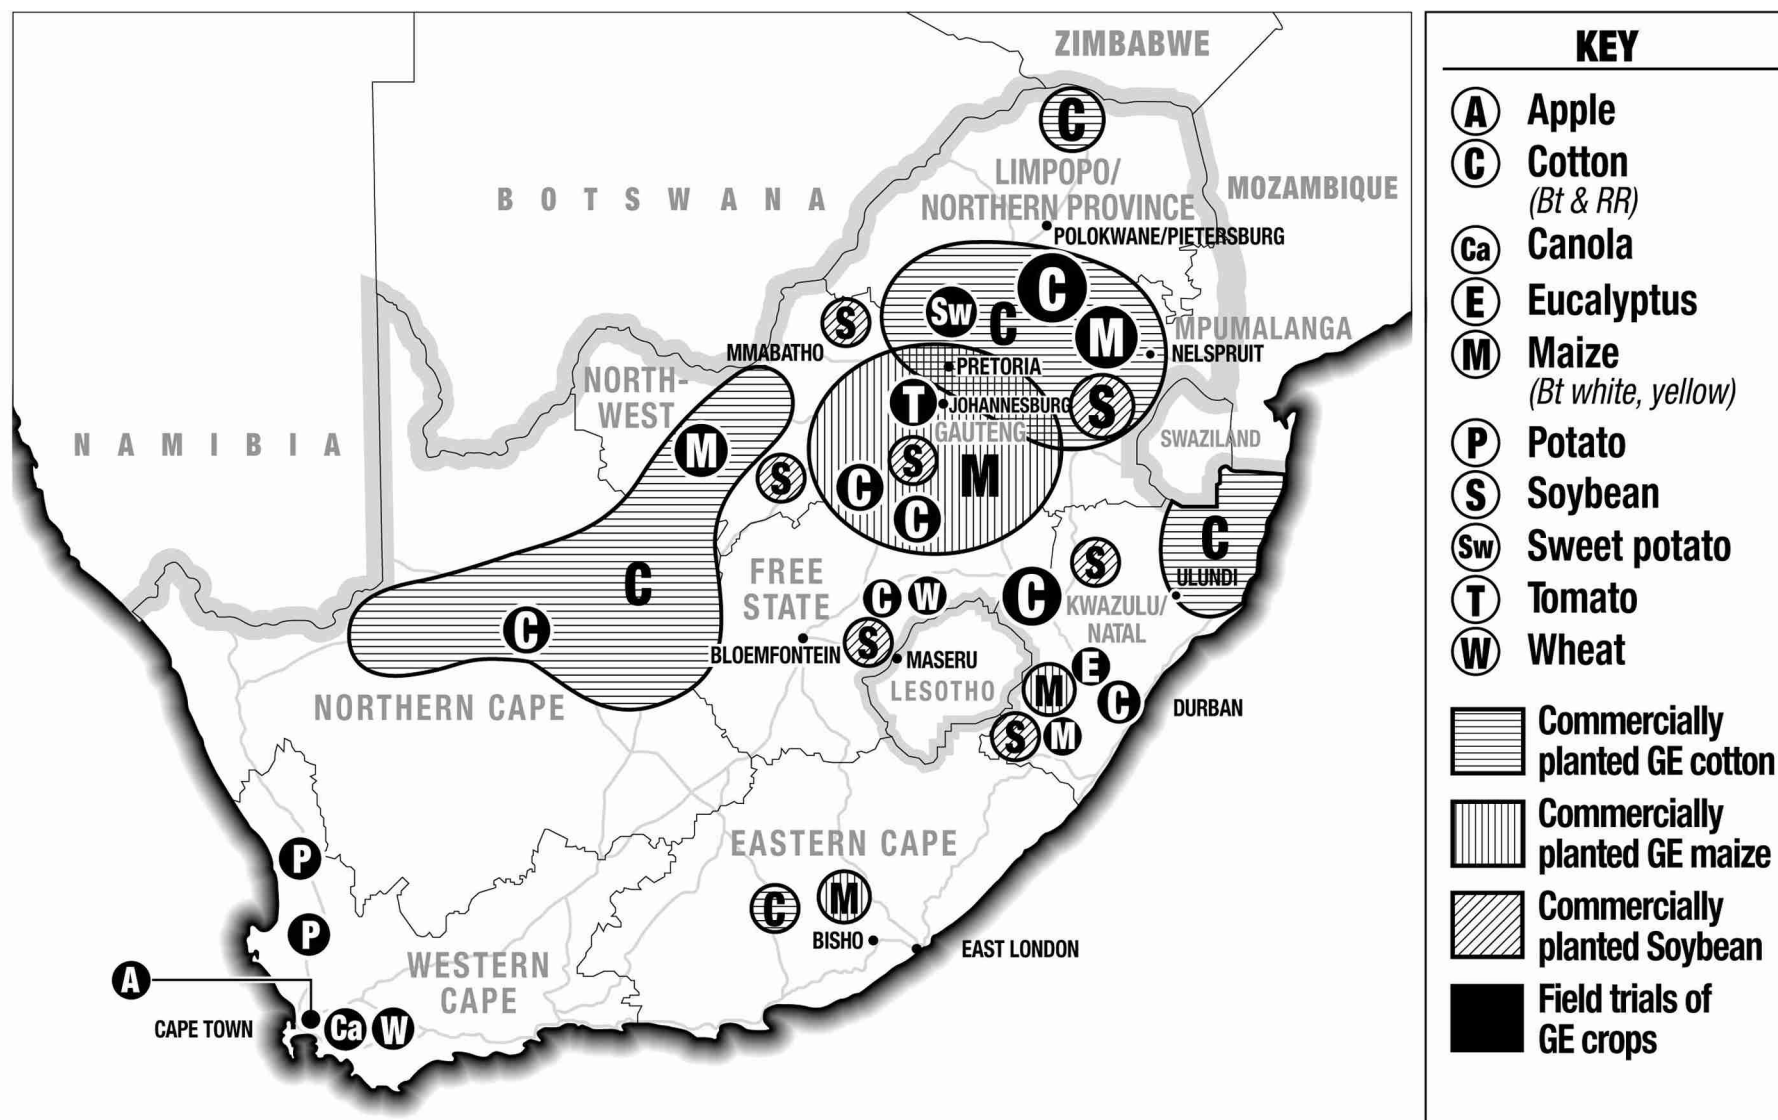 ZIMBABWE
C
LIMPOPO/
NORTHERN PROVINCE
BOTSWANA
MOZAMBIQUE
POLOKWANE/PIETERSBURG
C
Sw
C
S
M
MPUMALANGA
MMABATHO
NELSPRUIT
PRETORIA
NORTH-
WEST
T
JOHANNESBURG
S
GAUTENG
NAMIBIA
SWAZILAND
M
S
S
M
C
C
C
ULUNDI
S
FREE
STATE
C
C
W
C
KWAZULU/
NATAL
C
S
BLOEMFONTEIN
MASERU
LESOTHO
E
M
C
DURBAN
NORTHERN CAPE
S
M
EASTERN CAPE
P
C
M
P
BISHO
EAST LONDON
WESTERN
CAPE
A
CAPE TOWN
Ca
W
KEY
A Apple
C Cotton
(Bt & RR)
Ca Canola
E Eucalyptus
M Maize
(Bt white, yellow)
P Potato
S Soybean
Sw Sweet potato
T Tomato
W Wheat
Commercially
planted GE cotton
Commercially
planted GE maize
Commercially
planted Soybean
Field trials of
GE crops